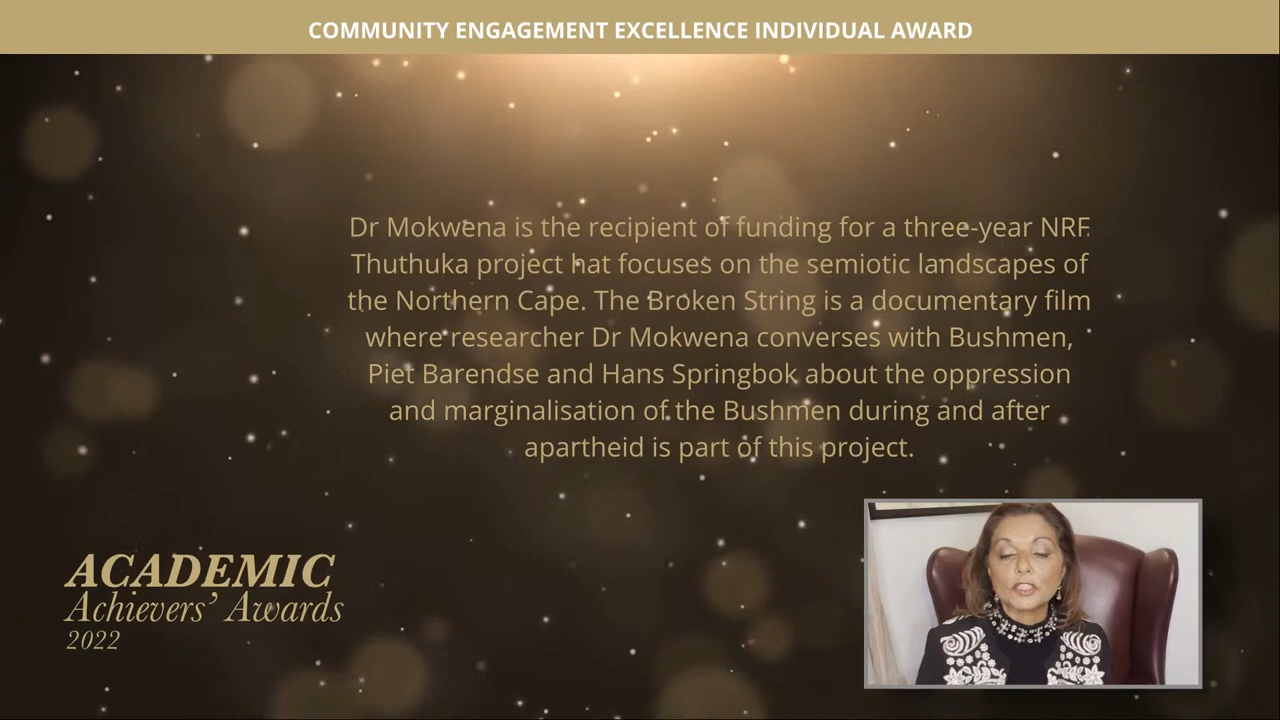 COMMUNITY ENGAGEMENT EXCELLENCE INDIVIDUAL AWARD
Dr Mokwena is the recipient of funding for a three-year NRF
Thuthuka project hat focuses on the semiotic landscapes of
the Northern Cape. The Broken String is a documentary film
where researcher Dr Mokwena converses with Bushmen,
Piet Barendse and Hans Springbok about the oppression
and marginalisation of the Bushmen during and after
apartheid is part of this project.
ACADEMIC
Achievers’ Awards
2022